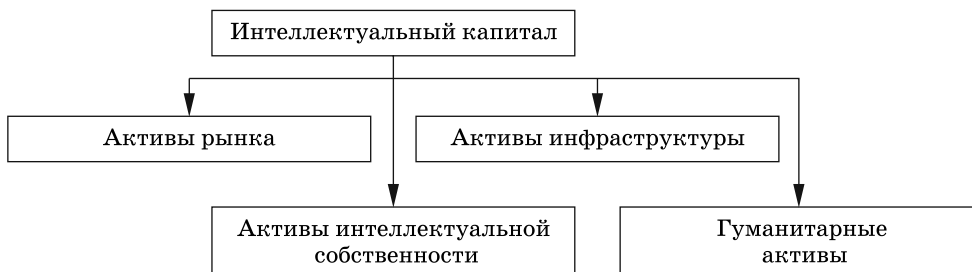 Интеллектуальный капитал
Активы рынка
Активы инфраструктуры
Активы интеллектуальной
собственности
Гуманитарные
активы